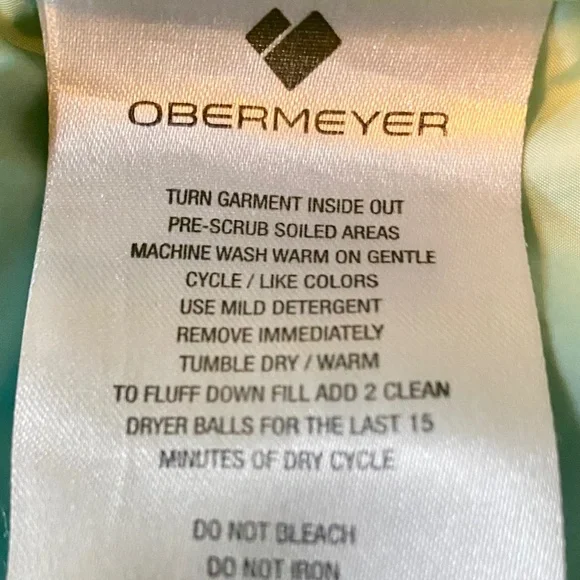 OBERMEYER
TURN GARMENT INSIDE OUT
PRE-SCRUB SOILED AREAS
MACHINE WASH WARM ON GENTLE
CYCLE / LIKE COLORS
USE MILD DETERGENT
REMOVE IMMEDIATELY
TUMBLE DRY / WARM
TO FLUFF DOWN FILL ADD 2 CLEAN
DRYER BALLS FOR THE LAST 15
MINUTES OF DRY CYCLE
DO NOT BLEACH
DO NOT IRON